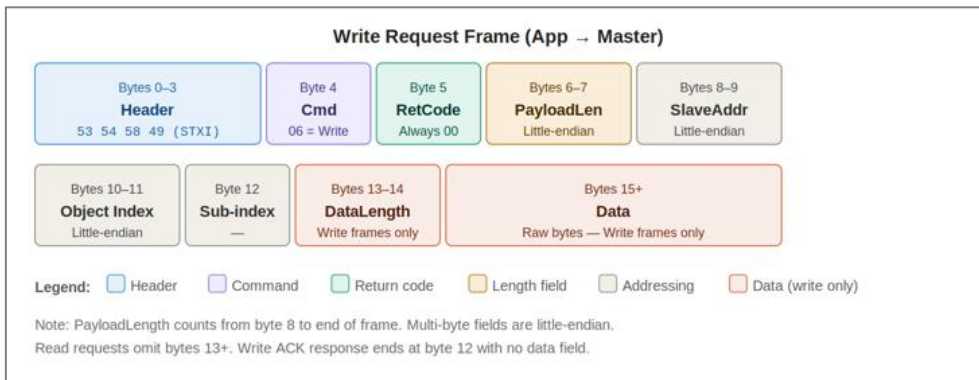 Write Request Frame (App → Master)
Bytes 0–3
Header
53 54 58 49 (STXI)
Byte 4
Cmd
06 = Write
Byte 5
RetCode
Always 00
Bytes 6–7
PayloadLen
Little-endian
Bytes 8–9
SlaveAddr
Little-endian
Bytes 10–11
Object Index
Little-endian
Byte 12
Sub-index
—
Bytes 13–14
DataLength
Write frames only
Bytes 15+
Data
Raw bytes — Write frames only
Legend: Header Command Return code Length field Addressing Data (write only)
Note: PayloadLength counts from byte 8 to end of frame. Multi-byte fields are little-endian.
Read requests omit bytes 13+. Write ACK response ends at byte 12 with no data field.